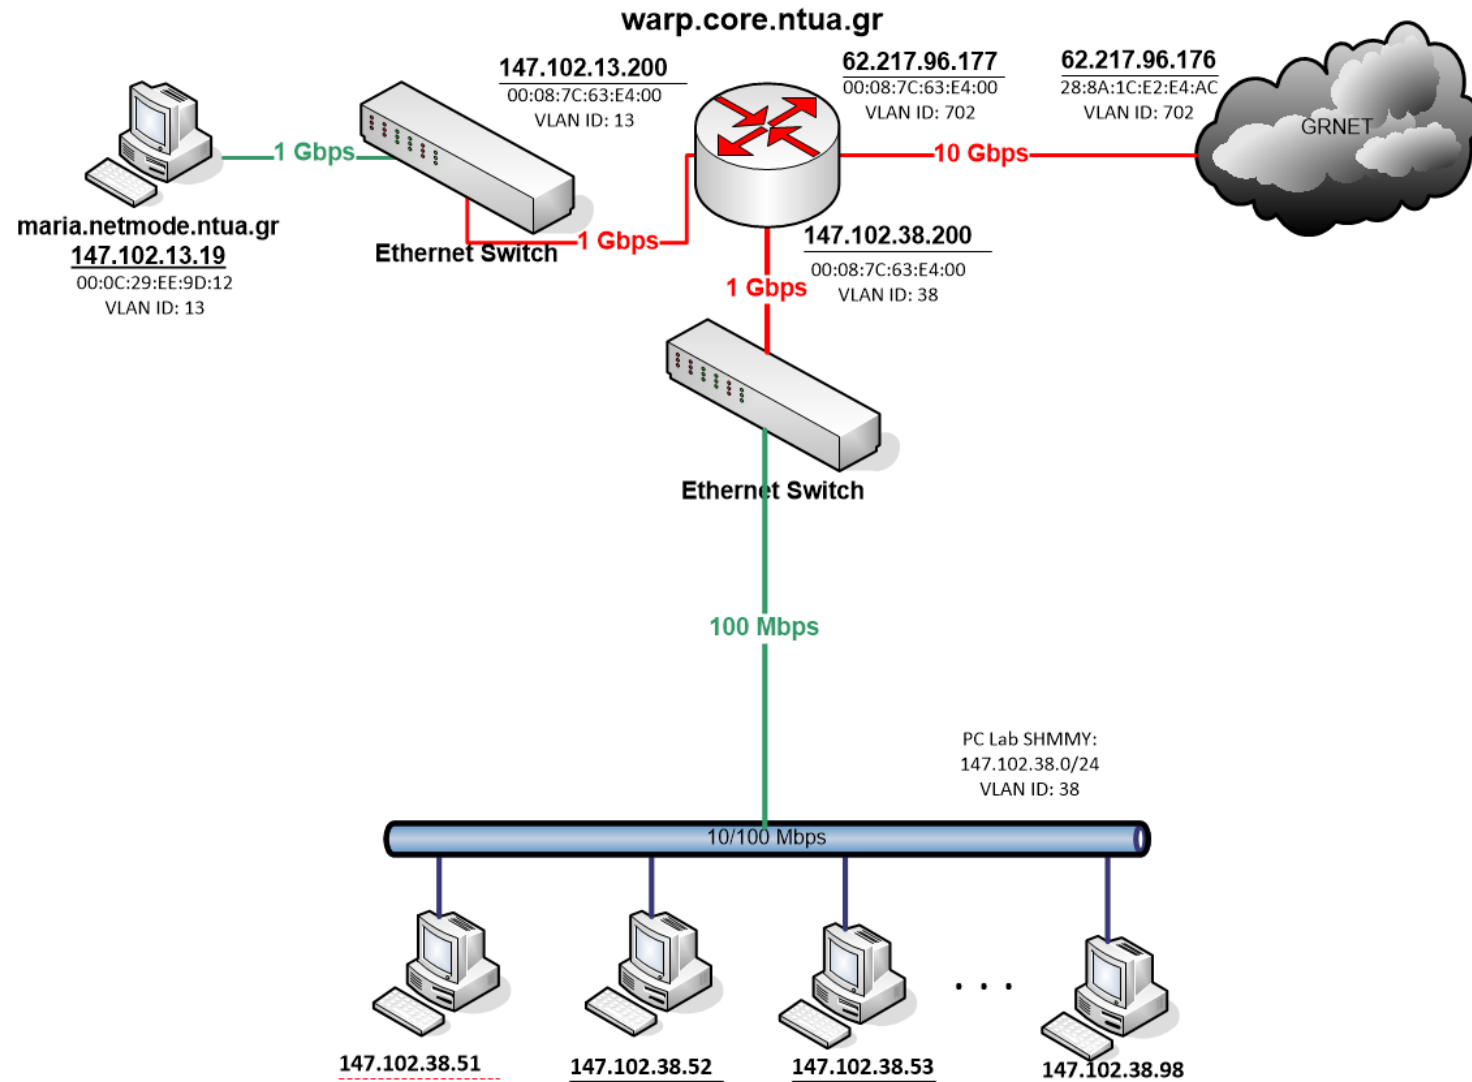 warp.core.ntua.gr
147.102.13.200
00:08:7C:63:E4:00
VLAN ID: 13
62.217.96.177
00:08:7C:63:E4:00
VLAN ID: 702
62.217.96.176
28:8A:1C:E2:E4:AC
VLAN ID: 702
GRNET
1 Gbps
10 Gbps
maria.netmode.ntua.gr
147.102.13.19
00:0C:29:EE:9D:12
VLAN ID: 13
Ethernet Switch
1 Gbps
147.102.38.200
00:08:7C:63:E4:00
VLAN ID: 38
1 Gbps
Ethernet Switch
100 Mbps
PC Lab SHMMY:
147.102.38.0/24
VLAN ID: 38
10/100 Mbps
. . .
147.102.38.51
147.102.38.52
147.102.38.53
147.102.38.98